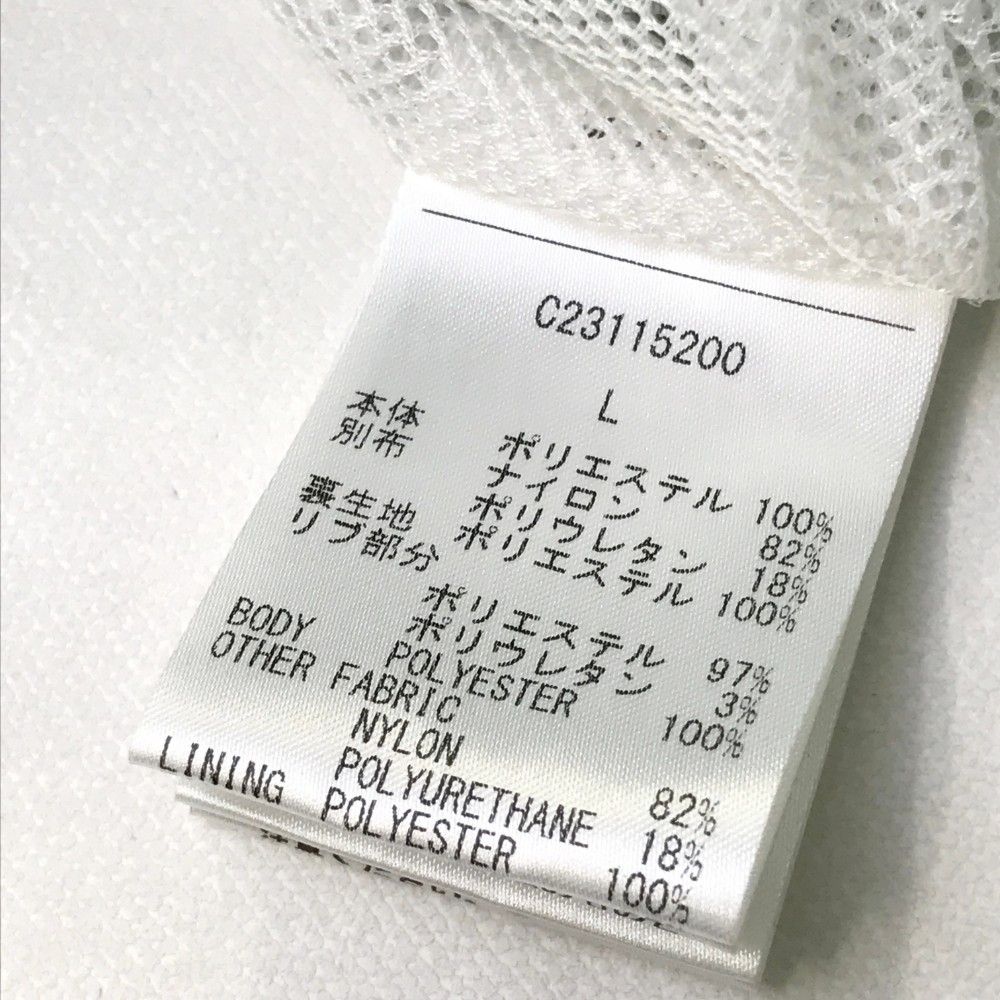 C23115200
L
本体 ポリエステル 100%
別布 ナイロン 82%
ポリウレタン 18%
裏生地 ポリエステル 100%
リブ部分
ポリエステル 97%
ポリウレタン 3%
BODY POLYESTER 100%
OTHER FABRIC
NYLON 82%
POLYURETHANE 18%
LINING POLYESTER 100%